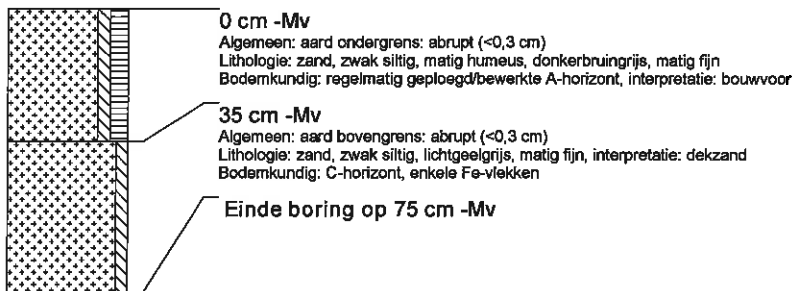 0 cm -Mv
Algemeen: aard ondergrens: abrupt (<0,3 cm)
Lithologie: zand, zwak siltig, matig humeus, donkerbruingrijs, matig fijn
Bodemkundig: regelmatig geploegd/bewerkte A-horizont, interpretatie: bouwvoor
35 cm -Mv
Algemeen: aard bovengrens: abrupt (<0,3 cm)
Lithologie: zand, zwak siltig, lichtgeelgrijs, matig fijn, interpretatie: dekzand
Bodemkundig: C-horizont, enkele Fe-vlekken
Einde boring op 75 cm -Mv